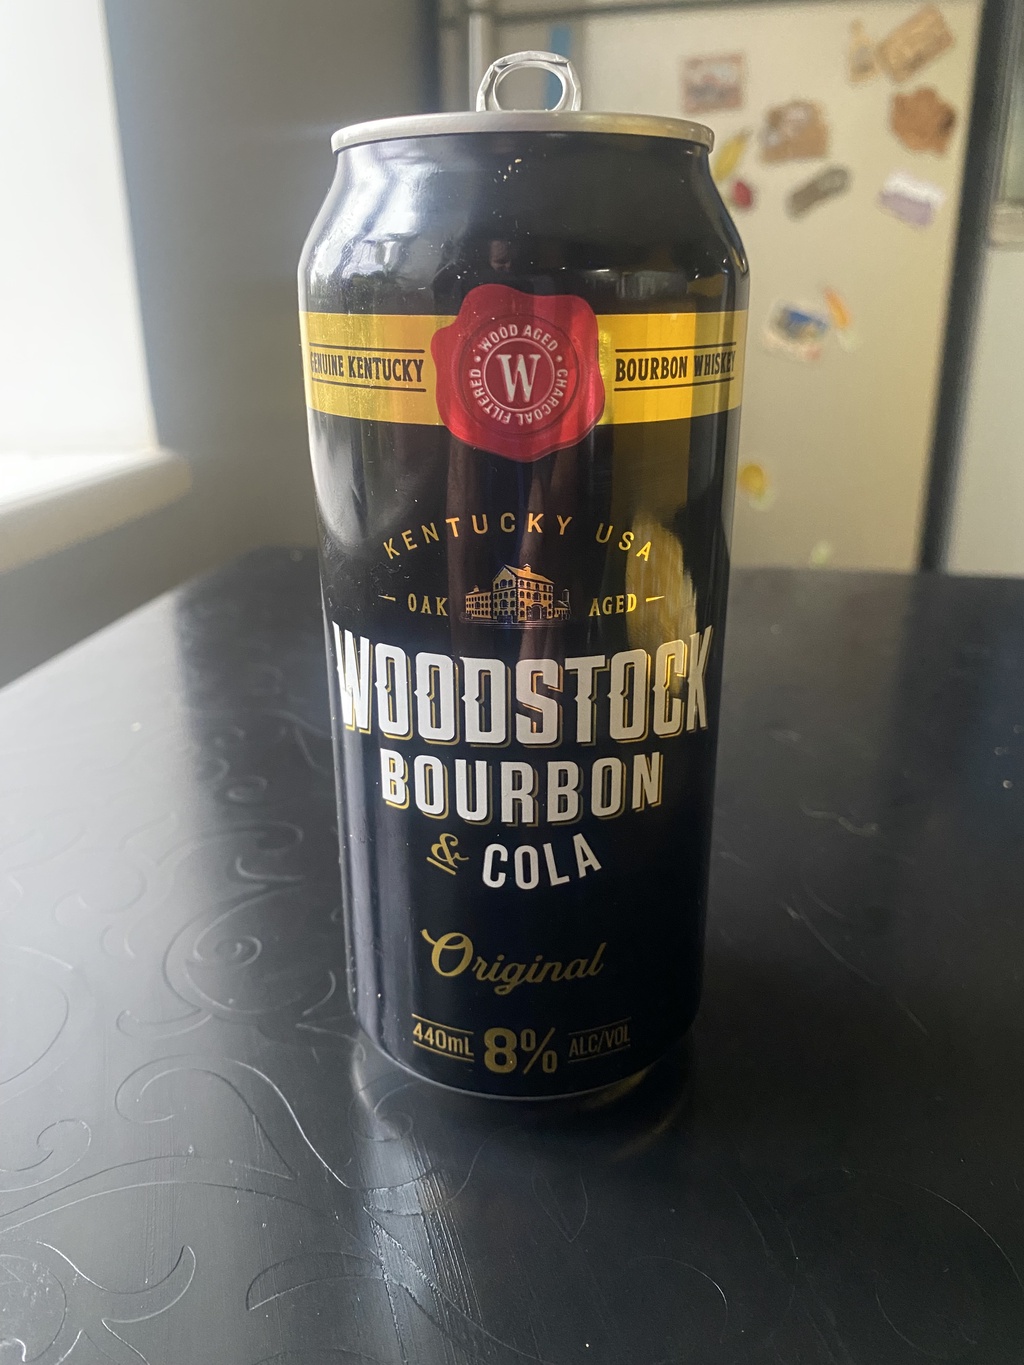 GENUINE KENTUCKY
WOOD AGED • CHARCOAL FILTERED •
W
BOURBON WHISKEY
KENTUCKY USA
OAK AGED
WOODSTOCK
BOURBON
& COLA
Original
440mL 8% ALC/VOL